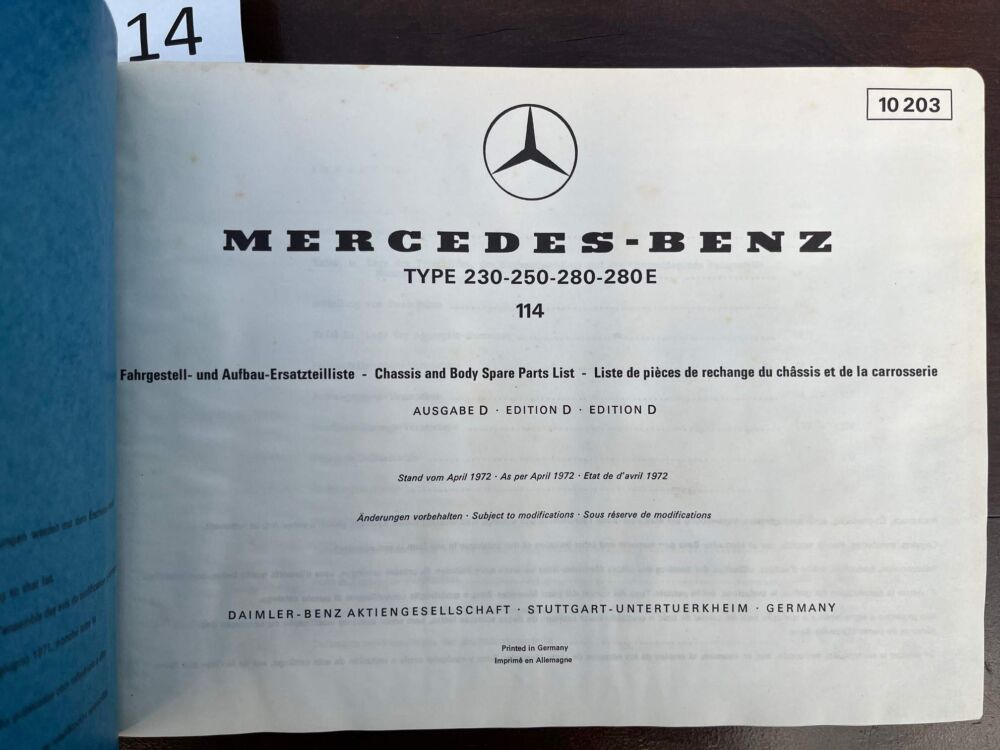 14
10 203
MERCEDES-BENZ
TYPE 230-250-280-280 E
114
Fahrgestell- und Aufbau-Ersatzteilliste - Chassis and Body Spare Parts List - Liste de pièces de rechange du châssis et de la carrosserie
AUSGABE D · EDITION D · EDITION D
Stand vom April 1972 · As per April 1972 · Etat de d'avril 1972
Änderungen vorbehalten · Subject to modifications · Sous réserve de modifications
DAIMLER-BENZ AKTIENGESELLSCHAFT · STUTTGART-UNTERTUERKHEIM · GERMANY
Printed in Germany
Imprimé en Allemagne